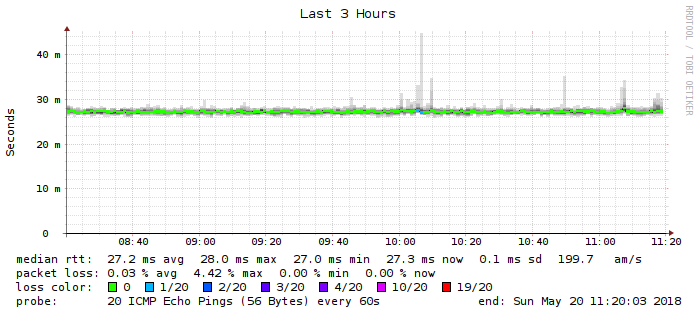 Last 3 Hours
RRDTOOL / TOBI OETIKER
Seconds
40 m
30 m
20 m
10 m
0
08:40 09:00 09:20 09:40 10:00 10:20 10:40 11:00 11:20
median rtt: 27.2 ms avg 28.0 ms max 27.0 ms min 27.3 ms now 0.1 ms sd 199.7 am/s
packet loss: 0.03 % avg 4.42 % max 0.00 % min 0.00 % now
loss color: 0 1/20 2/20 3/20 4/20 10/20 19/20
probe: 20 ICMP Echo Pings (56 Bytes) every 60s end: Sun May 20 11:20:03 2018